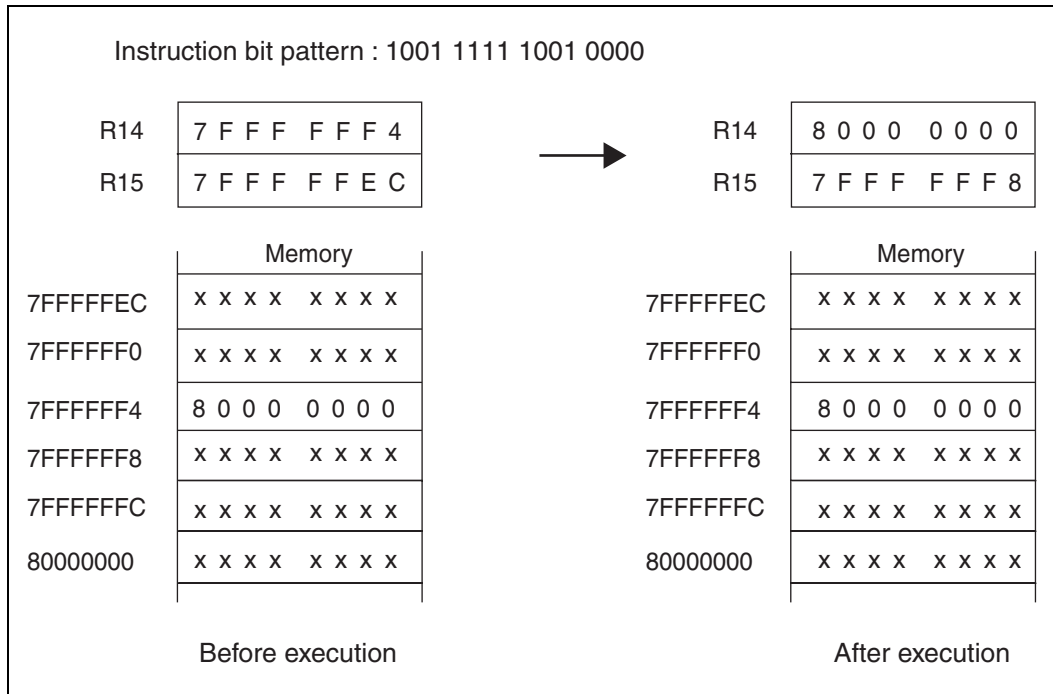 Instruction bit pattern : 1001 1111 1001 0000
R14 7 F F F F F F 4 R14 8 0 0 0 0 0 0 0
R15 7 F F F F F E C R15 7 F F F F F F 8
Memory Memory
7FFFFFEC x x x x x x x x 7FFFFFEC x x x x x x x x
7FFFFFF0 x x x x x x x x 7FFFFFF0 x x x x x x x x
7FFFFFF4 8 0 0 0 0 0 0 0 7FFFFFF4 8 0 0 0 0 0 0 0
7FFFFFF8 x x x x x x x x 7FFFFFF8 x x x x x x x x
7FFFFFFC x x x x x x x x 7FFFFFFC x x x x x x x x
80000000 x x x x x x x x 80000000 x x x x x x x x
Before execution After execution